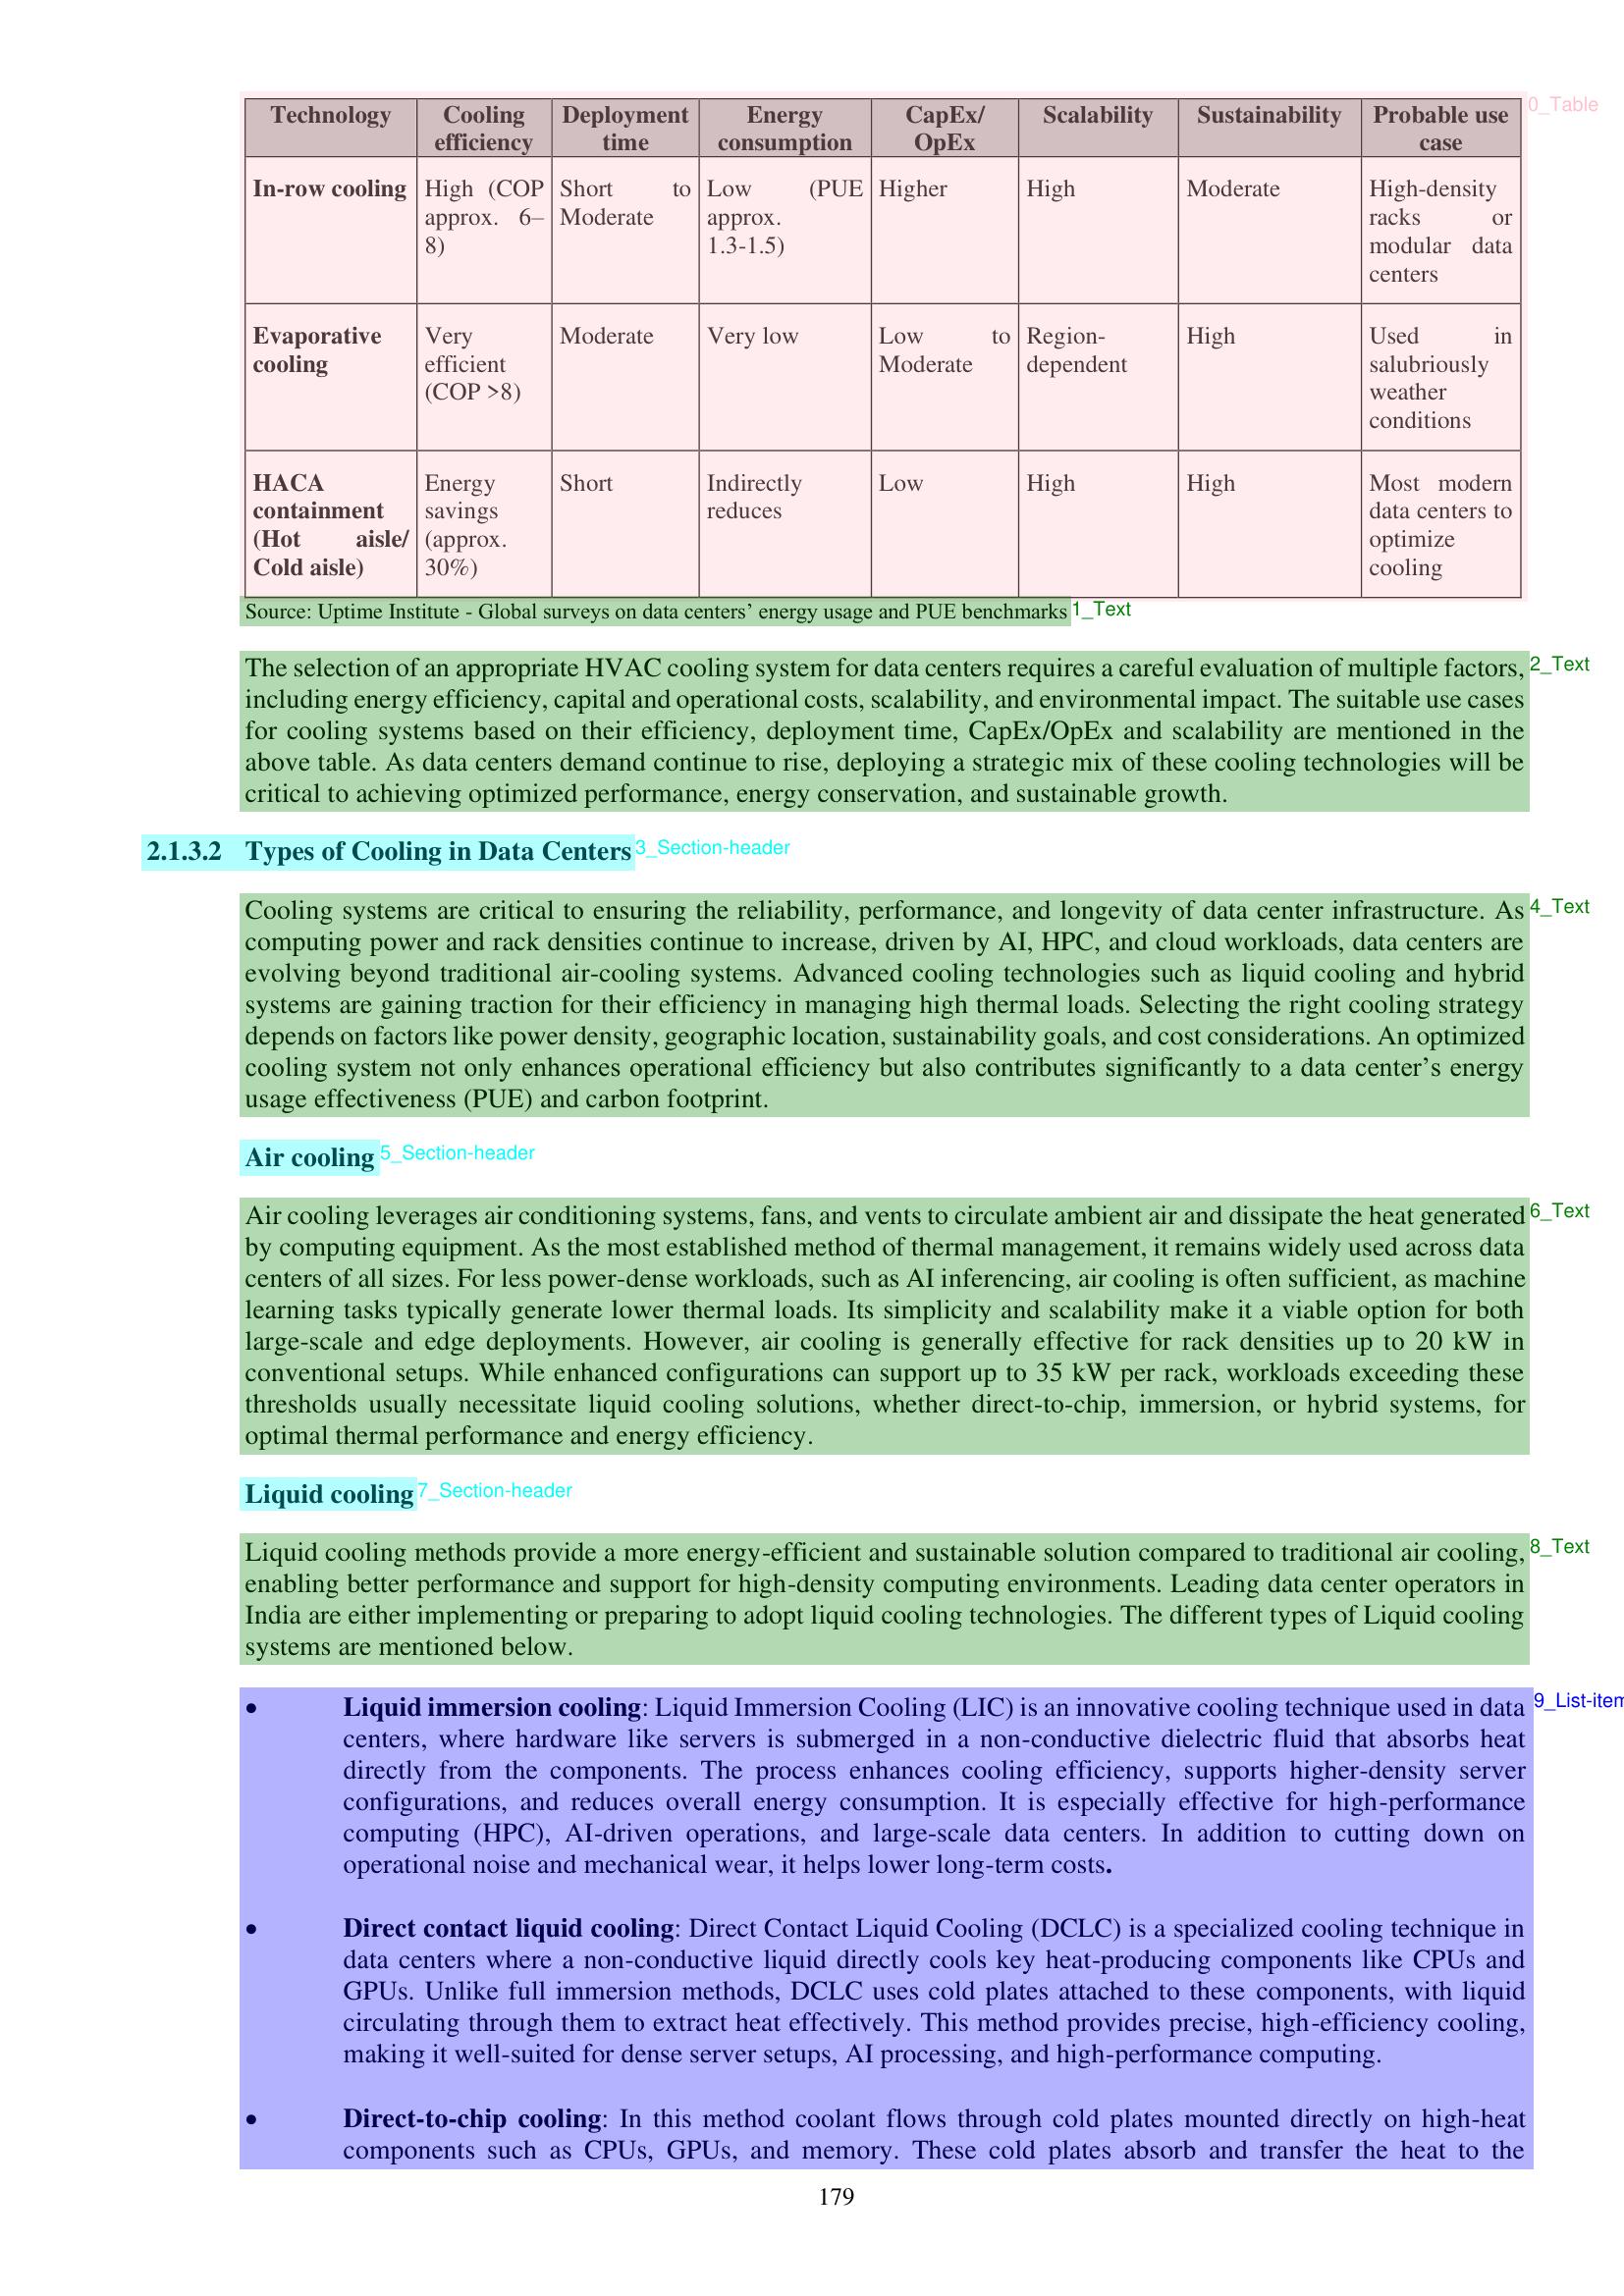 Technology Cooling efficiency Deployment time Energy consumption CapEx/ OpEx Scalability Sustainability Probable use case
0_Table
In-row cooling High (COP approx. 6–8) Short to Moderate Low (PUE approx. 1.3-1.5) Higher High Moderate High-density racks or modular data centers
Evaporative cooling Very efficient (COP >8) Moderate Very low Low to Moderate Region-dependent High Used in salubriously weather conditions
HACA containment (Hot aisle/ Cold aisle) Energy savings (approx. 30%) Short Indirectly reduces Low High High Most modern data centers to optimize cooling
Source: Uptime Institute - Global surveys on data centers’ energy usage and PUE benchmarks 1_Text
The selection of an appropriate HVAC cooling system for data centers requires a careful evaluation of multiple factors, 2_Text
including energy efficiency, capital and operational costs, scalability, and environmental impact. The suitable use cases
for cooling systems based on their efficiency, deployment time, CapEx/OpEx and scalability are mentioned in the
above table. As data centers demand continue to rise, deploying a strategic mix of these cooling technologies will be
critical to achieving optimized performance, energy conservation, and sustainable growth.
2.1.3.2 Types of Cooling in Data Centers 3_Section-header
Cooling systems are critical to ensuring the reliability, performance, and longevity of data center infrastructure. As 4_Text
computing power and rack densities continue to increase, driven by AI, HPC, and cloud workloads, data centers are
evolving beyond traditional air-cooling systems. Advanced cooling technologies such as liquid cooling and hybrid
systems are gaining traction for their efficiency in managing high thermal loads. Selecting the right cooling strategy
depends on factors like power density, geographic location, sustainability goals, and cost considerations. An optimized
cooling system not only enhances operational efficiency but also contributes significantly to a data center’s energy
usage effectiveness (PUE) and carbon footprint.
Air cooling 5_Section-header
Air cooling leverages air conditioning systems, fans, and vents to circulate ambient air and dissipate the heat generated 6_Text
by computing equipment. As the most established method of thermal management, it remains widely used across data
centers of all sizes. For less power-dense workloads, such as AI inferencing, air cooling is often sufficient, as machine
learning tasks typically generate lower thermal loads. Its simplicity and scalability make it a viable option for both
large-scale and edge deployments. However, air cooling is generally effective for rack densities up to 20 kW in
conventional setups. While enhanced configurations can support up to 35 kW per rack, workloads exceeding these
thresholds usually necessitate liquid cooling solutions, whether direct-to-chip, immersion, or hybrid systems, for
optimal thermal performance and energy efficiency.
Liquid cooling 7_Section-header
Liquid cooling methods provide a more energy-efficient and sustainable solution compared to traditional air cooling, 8_Text
enabling better performance and support for high-density computing environments. Leading data center operators in
India are either implementing or preparing to adopt liquid cooling technologies. The different types of Liquid cooling
systems are mentioned below.
• Liquid immersion cooling: Liquid Immersion Cooling (LIC) is an innovative cooling technique used in data 9_List-item
centers, where hardware like servers is submerged in a non-conductive dielectric fluid that absorbs heat
directly from the components. The process enhances cooling efficiency, supports higher-density server
configurations, and reduces overall energy consumption. It is especially effective for high-performance
computing (HPC), AI-driven operations, and large-scale data centers. In addition to cutting down on
operational noise and mechanical wear, it helps lower long-term costs.
• Direct contact liquid cooling: Direct Contact Liquid Cooling (DCLC) is a specialized cooling technique in
data centers where a non-conductive liquid directly cools key heat-producing components like CPUs and
GPUs. Unlike full immersion methods, DCLC uses cold plates attached to these components, with liquid
circulating through them to extract heat effectively. This method provides precise, high-efficiency cooling,
making it well-suited for dense server setups, AI processing, and high-performance computing.
• Direct-to-chip cooling: In this method coolant flows through cold plates mounted directly on high-heat
components such as CPUs, GPUs, and memory. These cold plates absorb and transfer the heat to the
179